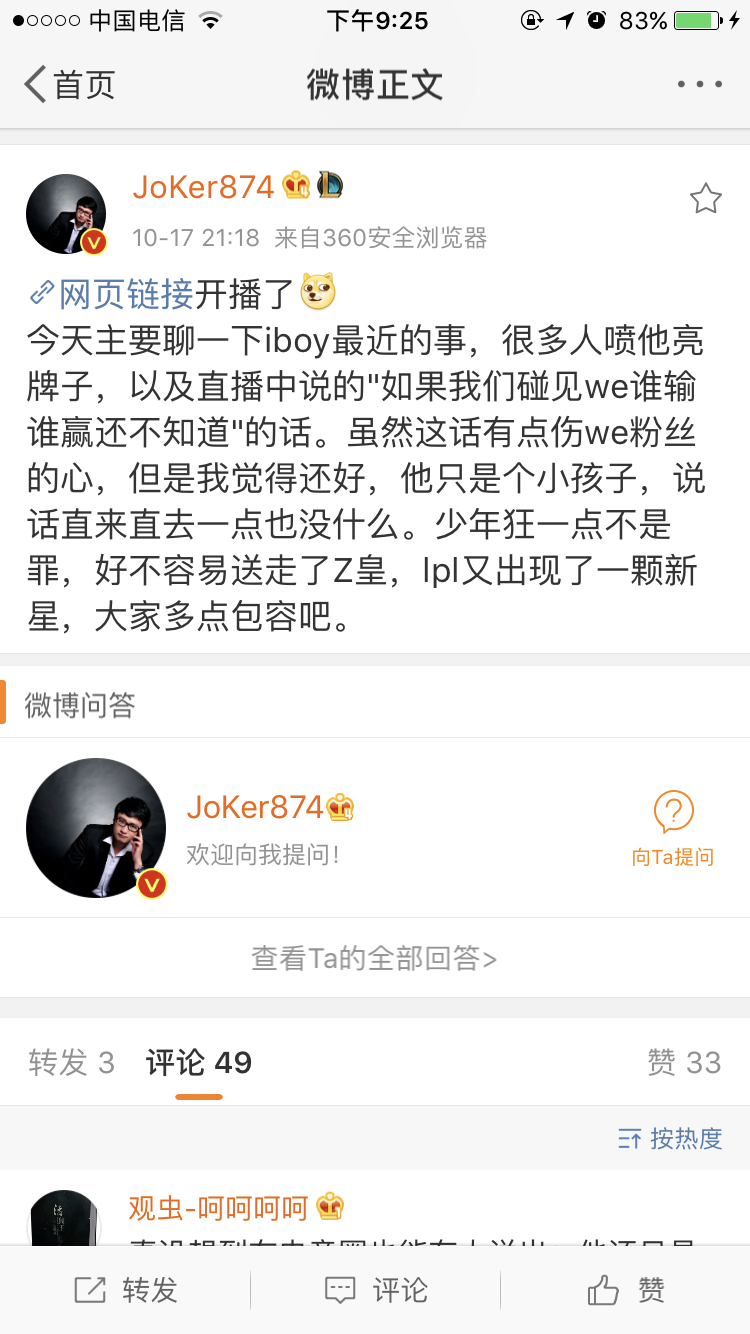 中国电信
下午9:25
83%
首页
微博正文
JoKer874
10-17 21:18 来自360安全浏览器
网页链接开播了
今天主要聊一下iboy最近的事，很多人喷他亮
牌子，以及直播中说的"如果我们碰见we谁输
谁赢还不知道"的话。虽然这话有点伤we粉丝
的心，但是我觉得还好，他只是个小孩子，说
话直来直去一点也没什么。少年狂一点不是
罪，好不容易送走了Z皇，lpl又出现了一颗新
星，大家多点包容吧。
微博问答
JoKer874
欢迎向我提问！
向Ta提问
查看Ta的全部回答>
转发 3
评论 49
赞 33
按热度
观虫-呵呵呵呵
转发
评论
赞